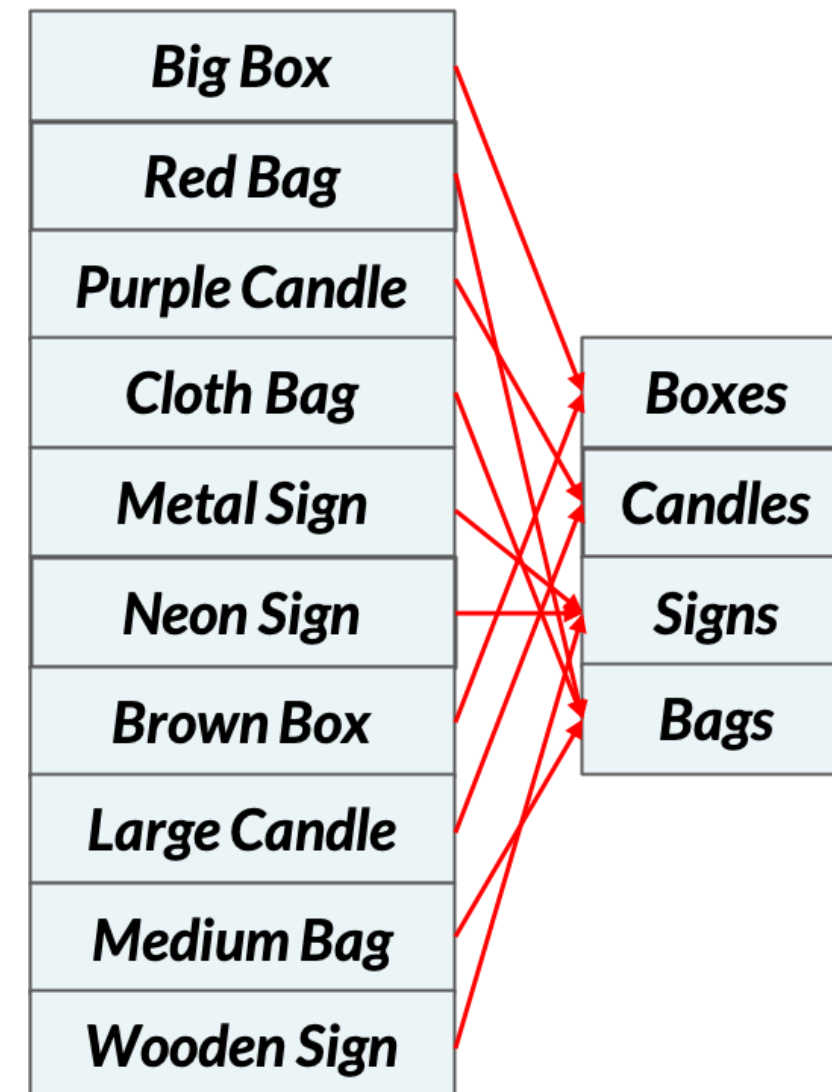 Big Box
Red Bag
Purple Candle
Cloth Bag
Metal Sign
Neon Sign
Brown Box
Large Candle
Medium Bag
Wooden Sign
Boxes
Candles
Signs
Bags